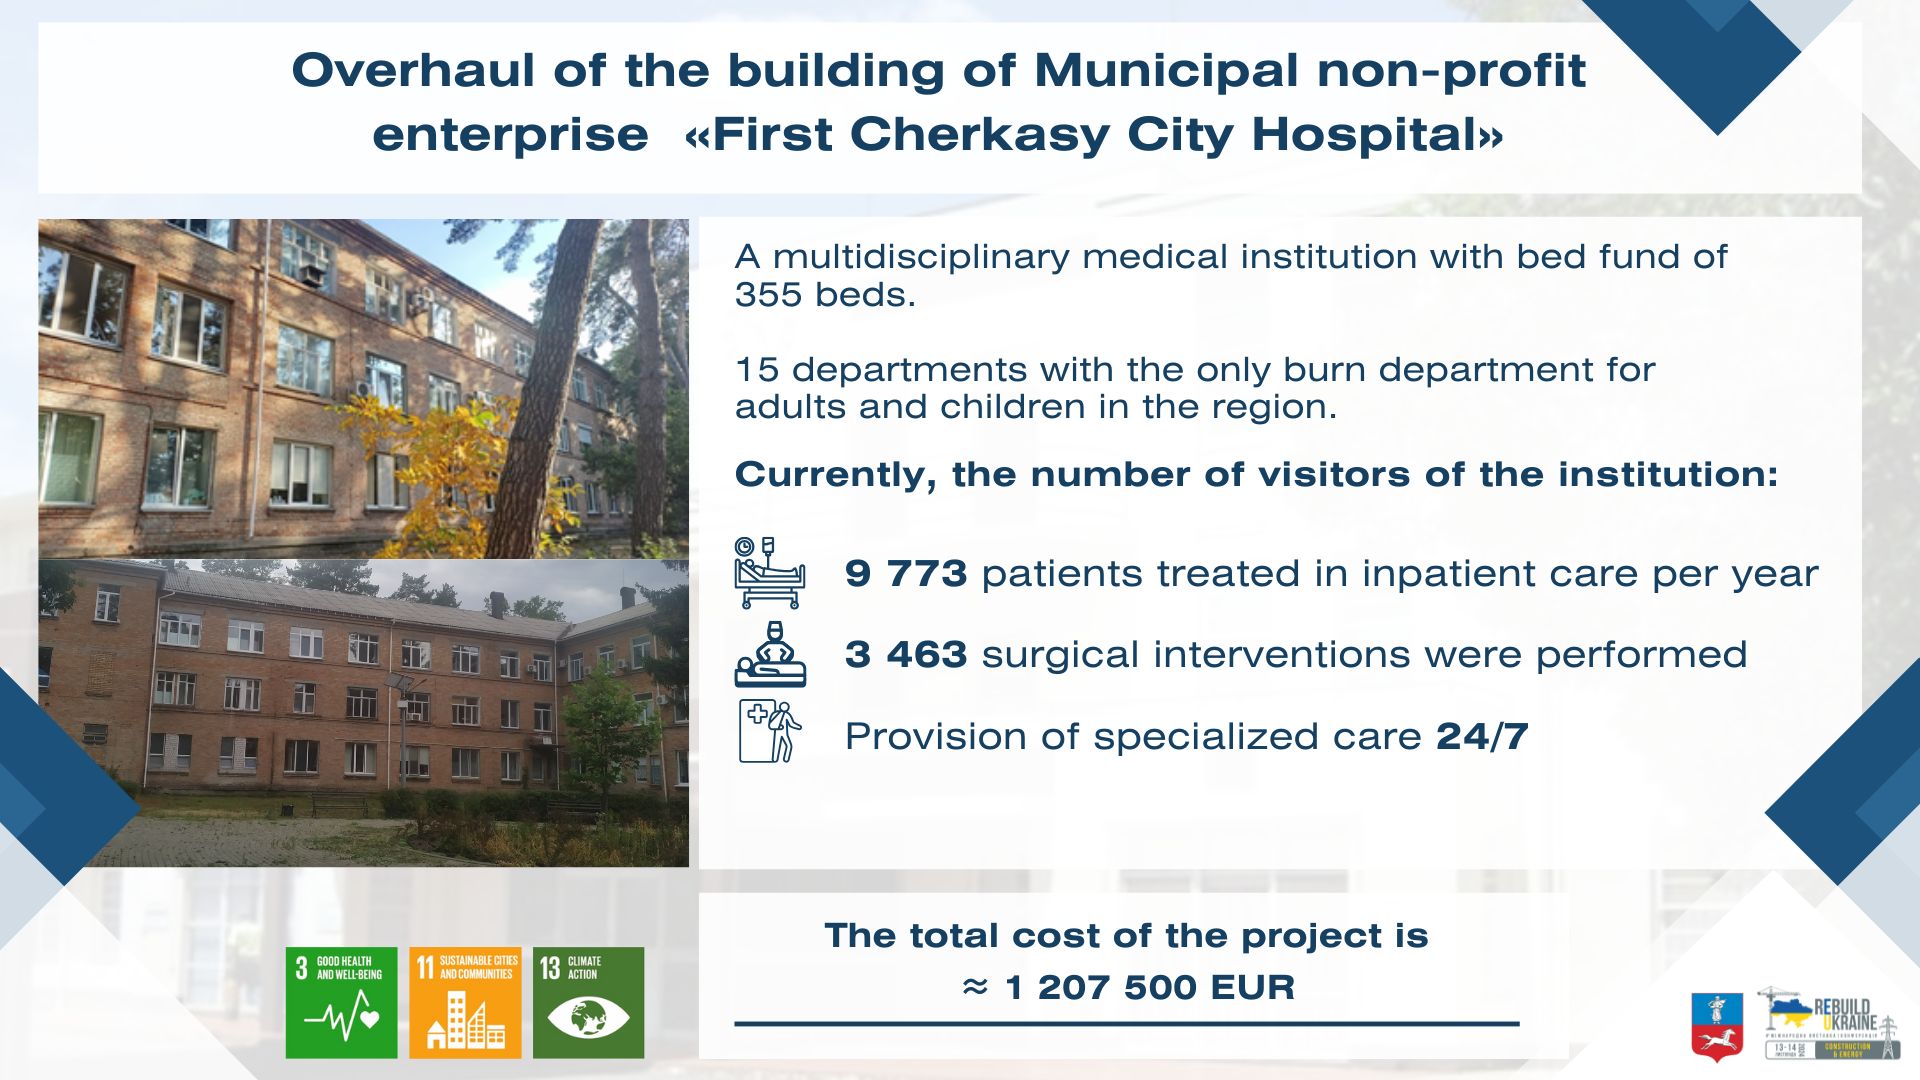 Overhaul of the building of Municipal non-profit
enterprise «First Cherkasy City Hospital»
A multidisciplinary medical institution with bed fund of
355 beds.
15 departments with the only burn department for
adults and children in the region.
Currently, the number of visitors of the institution:
9 773 patients treated in inpatient care per year
3 463 surgical interventions were performed
Provision of specialized care 24/7
3 GOOD HEALTH
AND WELL-BEING
11 SUSTAINABLE CITIES
AND COMMUNITIES
13 CLIMATE
ACTION
The total cost of the project is
≈ 1 207 500 EUR
REBUILD
UKRAINE
13-14
2024
CONSTRUCTION
& ENERGY